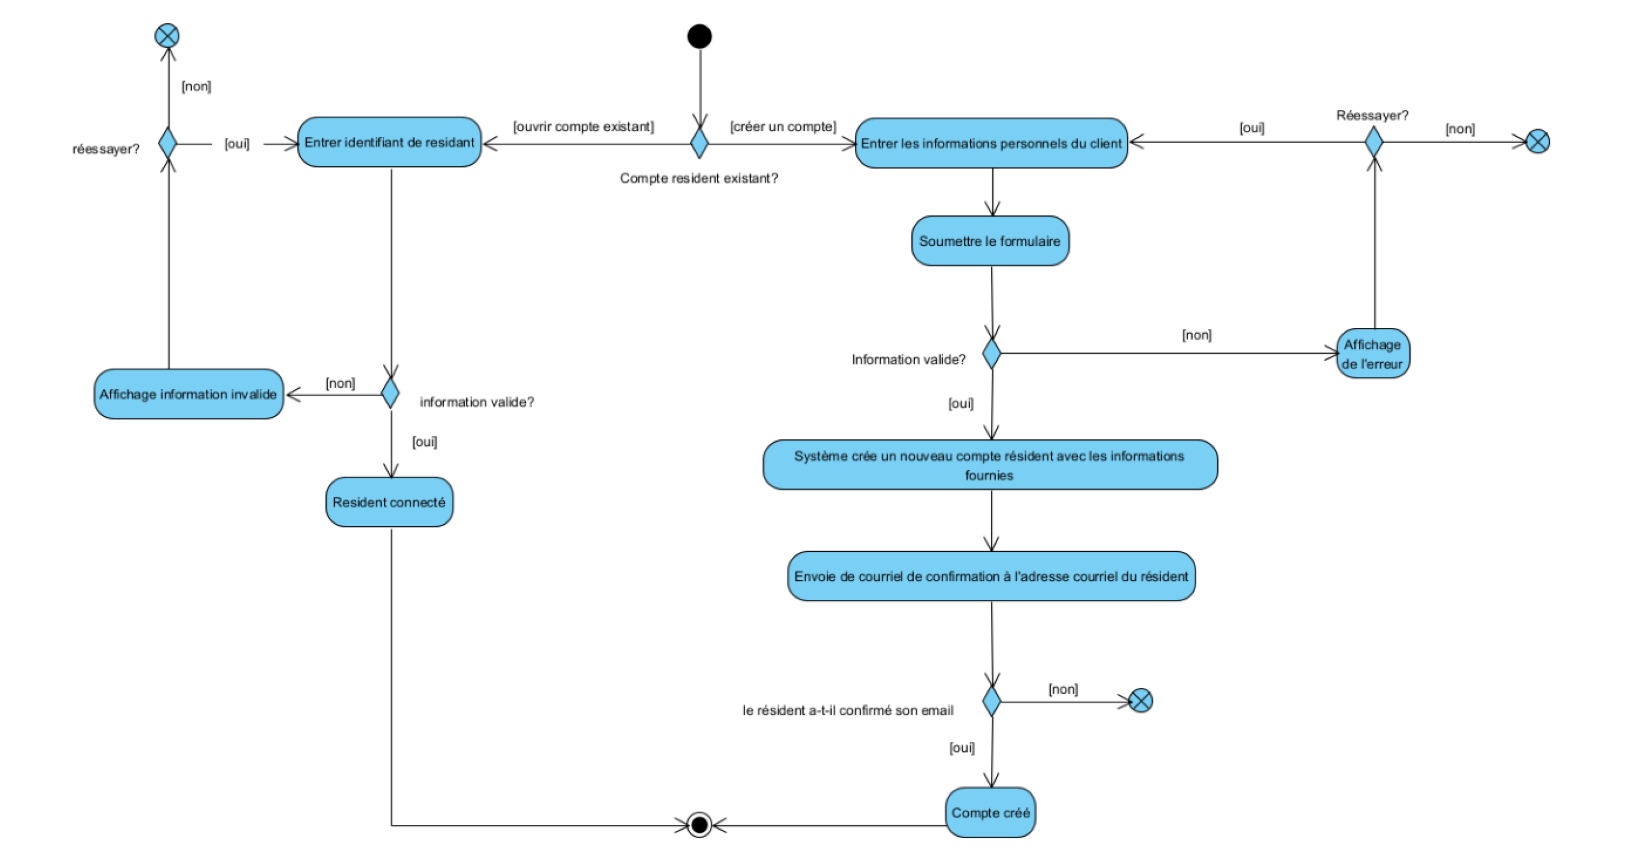 [non]
réessayer?
[oui]
Entrer identifiant de residant
[ouvrir compte existant]
[créer un compte]
Compte resident existant?
Entrer les informations personnels du client
[oui]
Réessayer?
[non]
Soumettre le formulaire
Information valide?
[non]
Affichage
de l'erreur
[oui]
Affichage information invalide
[non]
information valide?
[oui]
Resident connecté
Système crée un nouveau compte résident avec les informations
fournies
Envoie de courriel de confirmation à l'adresse courriel du résident
le résident a-t-il confirmé son email
[non]
[oui]
Compte créé